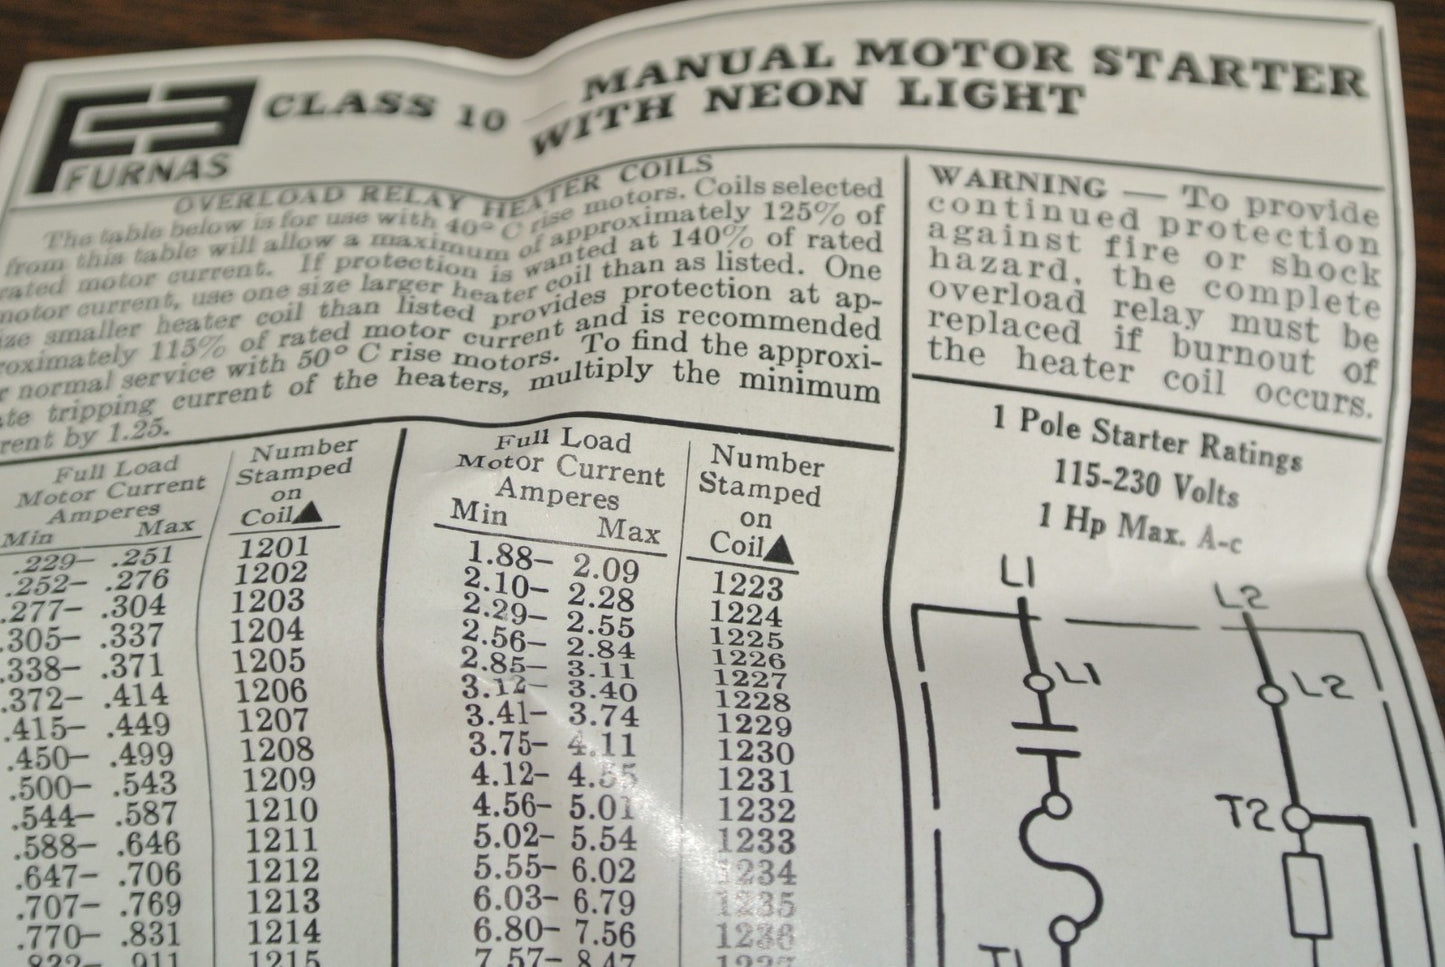 FURNAS
CLASS 10 — MANUAL MOTOR STARTER
WITH NEON LIGHT
OVERLOAD RELAY HEATER COILS
The table below is for use with 40° C rise motors. Coils selected
from this table will allow a maximum of approximately 125% of
rated motor current. If protection is wanted at 140% of rated
motor current, use one size larger heater coil than as listed. One
ize smaller heater coil than listed provides protection at ap-
roximately 115% of rated motor current and is recommended
r normal service with 50° C rise motors. To find the approxi-
te tripping current of the heaters, multiply the minimum
rent by 1.25.
WARNING — To provide
continued protection
against fire or shock
hazard, the complete
overload relay must be
replaced if burnout of
the heater coil occurs.
Full Load
Motor Current
Amperes
Min Max
Number
Stamped
on
Coil▲
.229– .251 1201
.252– .276 1202
.277– .304 1203
.305– .337 1204
.338– .371 1205
.372– .414 1206
.415– .449 1207
.450– .499 1208
.500– .543 1209
.544– .587 1210
.588– .646 1211
.647– .706 1212
.707– .769 1213
.770– .831 1214
.832– .911 1215
Full Load
Motor Current
Amperes
Min Max
Number
Stamped
on
Coil▲
1.88– 2.09 1223
2.10– 2.28 1224
2.29– 2.55 1225
2.56– 2.84 1226
2.85– 3.11 1227
3.12– 3.40 1228
3.41– 3.74 1229
3.75– 4.11 1230
4.12– 4.55 1231
4.56– 5.01 1232
5.02– 5.54 1233
5.55– 6.02 1234
6.03– 6.79 1235
6.80– 7.56 1236
7.57– 8.47 1237
1 Pole Starter Ratings
115-230 Volts
1 Hp Max. A-c
L1 L2
L1 L2
T2
T1